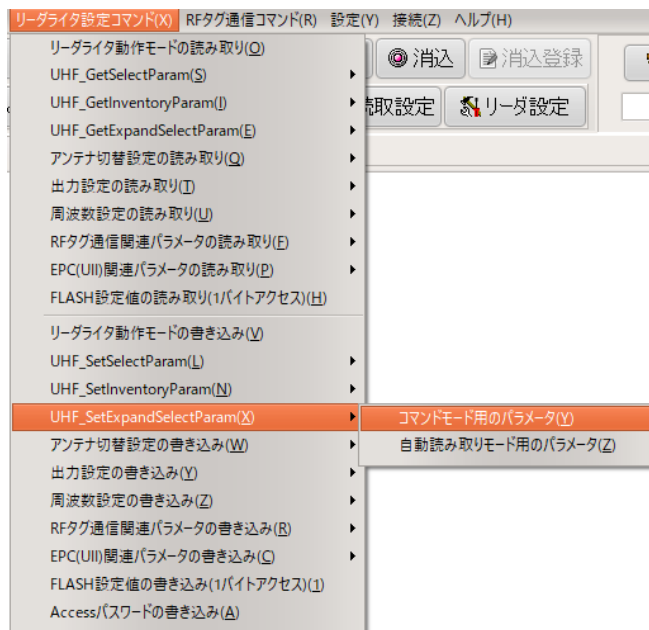 リーダライタ設定コマンド(X) RFタグ通信コマンド(R) 設定(Y) 接続(Z) ヘルプ(H)
消込 消込登録
読取設定 リーダ設定
リーダライタ動作モードの読み取り(O)
UHF_GetSelectParam(S)
UHF_GetInventoryParam(I)
UHF_GetExpandSelectParam(E)
アンテナ切替設定の読み取り(Q)
出力設定の読み取り(T)
周波数設定の読み取り(U)
RFタグ通信関連パラメータの読み取り(F)
EPC(UII)関連パラメータの読み取り(P)
FLASH設定値の読み取り(1バイトアクセス)(H)
リーダライタ動作モードの書き込み(V)
UHF_SetSelectParam(L)
UHF_SetInventoryParam(N)
UHF_SetExpandSelectParam(X)
コマンドモード用のパラメータ(Y)
自動読み取りモード用のパラメータ(Z)
アンテナ切替設定の書き込み(W)
出力設定の書き込み(Y)
周波数設定の書き込み(Z)
RFタグ通信関連パラメータの書き込み(R)
EPC(UII)関連パラメータの書き込み(C)
FLASH設定値の書き込み(1バイトアクセス)(1)
Accessパスワードの書き込み(A)